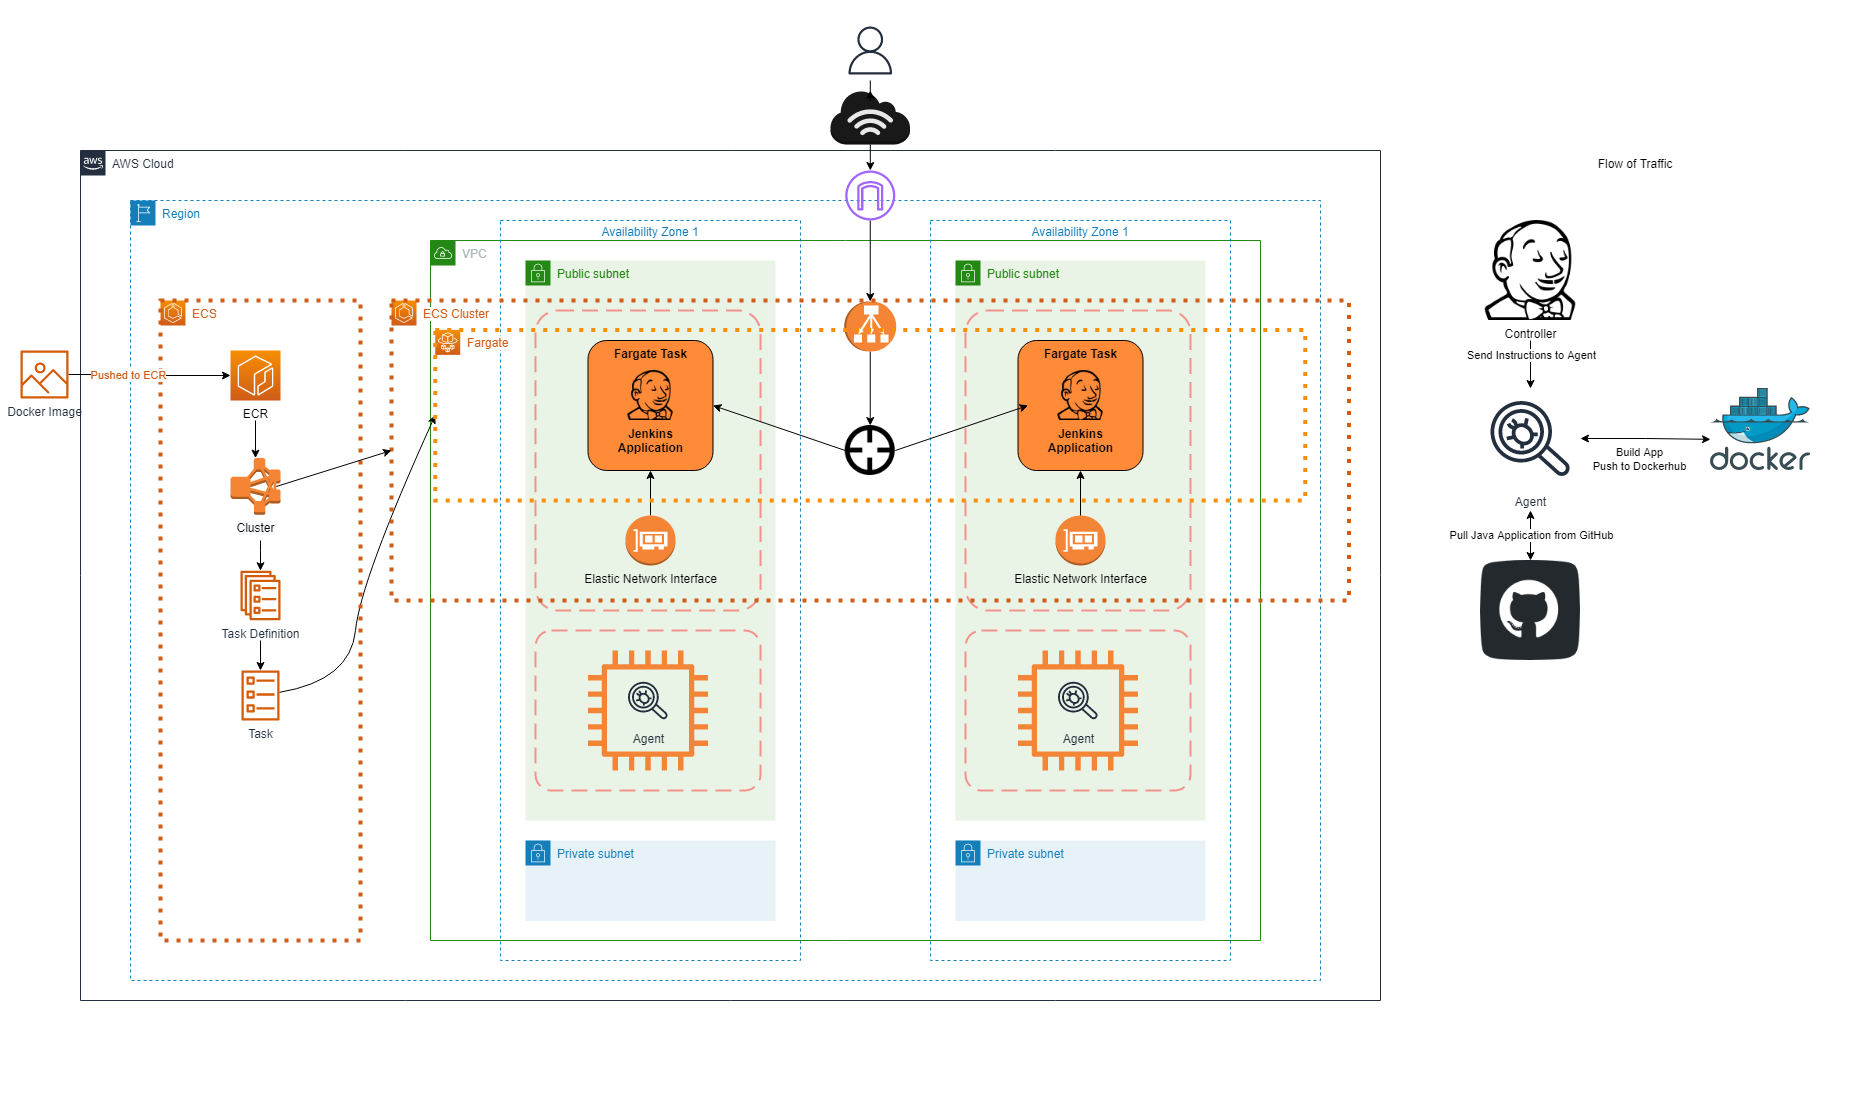 aws
AWS Cloud
Flow of Traffic
Region
Availability Zone 1
Availability Zone 1
VPC
Public subnet
Public subnet
ECS
ECS Cluster
Fargate
Fargate Task
Jenkins
Application
Fargate Task
Jenkins
Application
Pushed to ECR
Docker Image
ECR
Cluster
Task Definition
Task
Elastic Network Interface
Elastic Network Interface
Agent
Agent
Private subnet
Private subnet
Controller
Send Instructions to Agent
Build App
Push to Dockerhub
docker
Agent
Pull Java Application from GitHub